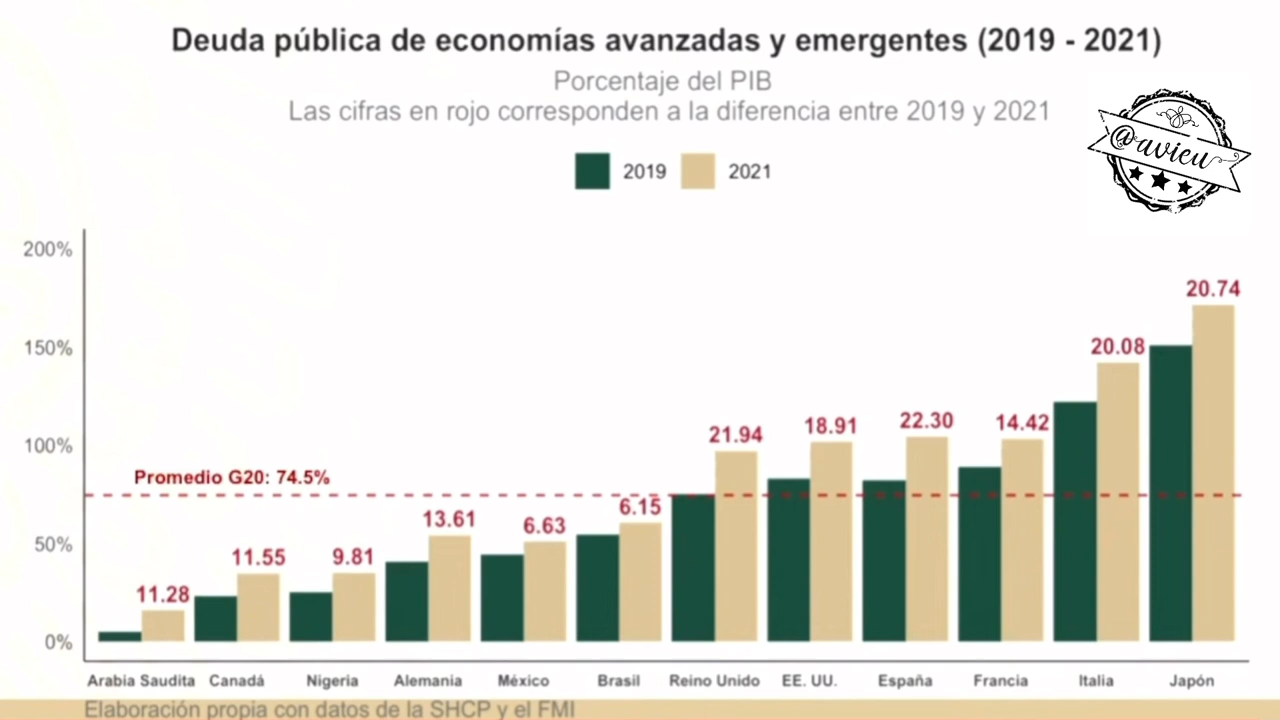 Deuda pública de economías avanzadas y emergentes (2019 - 2021)
Porcentaje del PIB
Las cifras en rojo corresponden a la diferencia entre 2019 y 2021
@avieu
2019 2021
200%
150%
100%
50%
0%
Promedio G20: 74.5%
11.28 11.55 9.81 13.61 6.63 6.15 21.94 18.91 22.30 14.42 20.08 20.74
Arabia Saudita Canadá Nigeria Alemania México Brasil Reino Unido EE. UU. España Francia Italia Japón
Elaboración propia con datos de la SHCP y el FMI